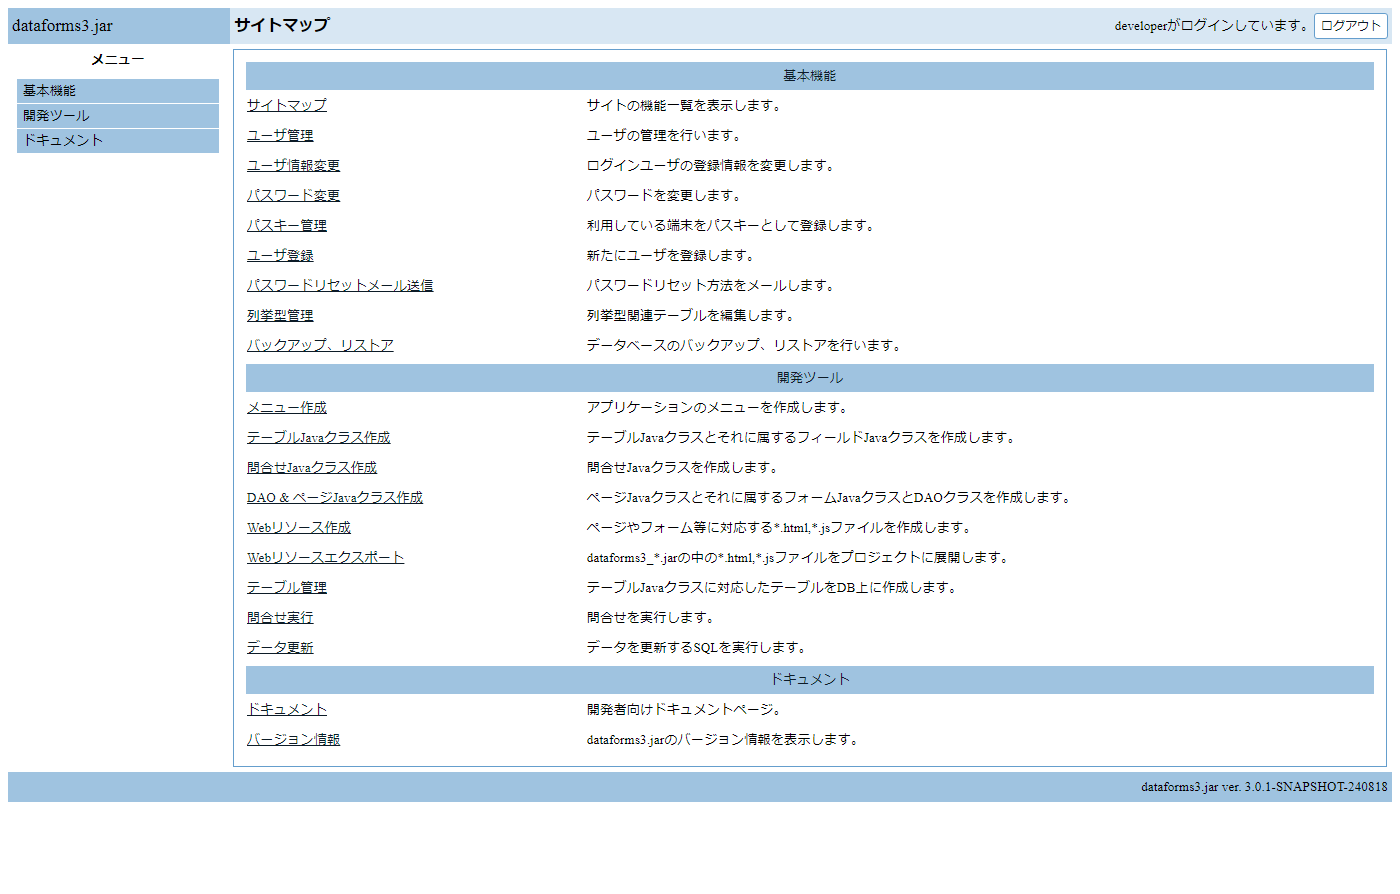 dataforms3.jar
サイトマップ
developerがログインしています。 ログアウト
メニュー
基本機能
開発ツール
ドキュメント
基本機能
サイトマップ サイトの機能一覧を表示します。
ユーザ管理 ユーザの管理を行います。
ユーザ情報変更 ログインユーザの登録情報を変更します。
パスワード変更 パスワードを変更します。
パスキー管理 利用している端末をパスキーとして登録します。
ユーザ登録 新たにユーザを登録します。
パスワードリセットメール送信 パスワードリセット方法をメールします。
列挙型管理 列挙型関連テーブルを編集します。
バックアップ、リストア データベースのバックアップ、リストアを行います。
開発ツール
メニュー作成 アプリケーションのメニューを作成します。
テーブルJavaクラス作成 テーブルJavaクラスとそれに属するフィールドJavaクラスを作成します。
問合せJavaクラス作成 問合せJavaクラスを作成します。
DAO & ページJavaクラス作成 ページJavaクラスとそれに属するフォームJavaクラスとDAOクラスを作成します。
Webリソース作成 ページやフォーム等に対応する*.html,*.jsファイルを作成します。
Webリソースエクスポート dataforms3_*.jarの中の*.html,*.jsファイルをプロジェクトに展開します。
テーブル管理 テーブルJavaクラスに対応したテーブルをDB上に作成します。
問合せ実行 問合せを実行します。
データ更新 データを更新するSQLを実行します。
ドキュメント
ドキュメント 開発者向けドキュメントページ。
バージョン情報 dataforms3.jarのバージョン情報を表示します。
dataforms3.jar ver. 3.0.1-SNAPSHOT-240818